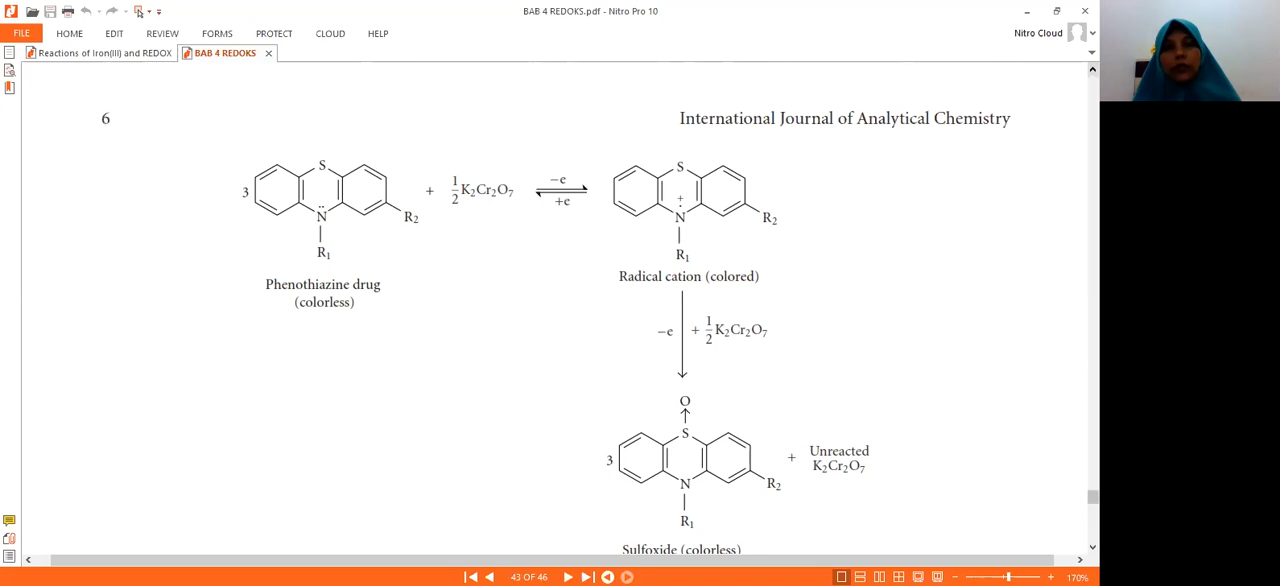 BAB 4 REDOKS.pdf - Nitro Pro 10
FILE HOME EDIT REVIEW FORMS PROTECT CLOUD HELP
Nitro Cloud
Reactions of Iron(III) and REDOX
BAB 4 REDOKS
6
International Journal of Analytical Chemistry
3
S
N̈
R₁
R₂
+
1/2 K₂Cr₂O₇
−e
+e
S
+
Ṅ
R₁
R₂
Phenothiazine drug
(colorless)
Radical cation (colored)
−e + 1/2 K₂Cr₂O₇
O
S
3
N
R₁
R₂
+
Unreacted
K₂Cr₂O₇
Sulfoxide (colorless)
43 OF 46
170%